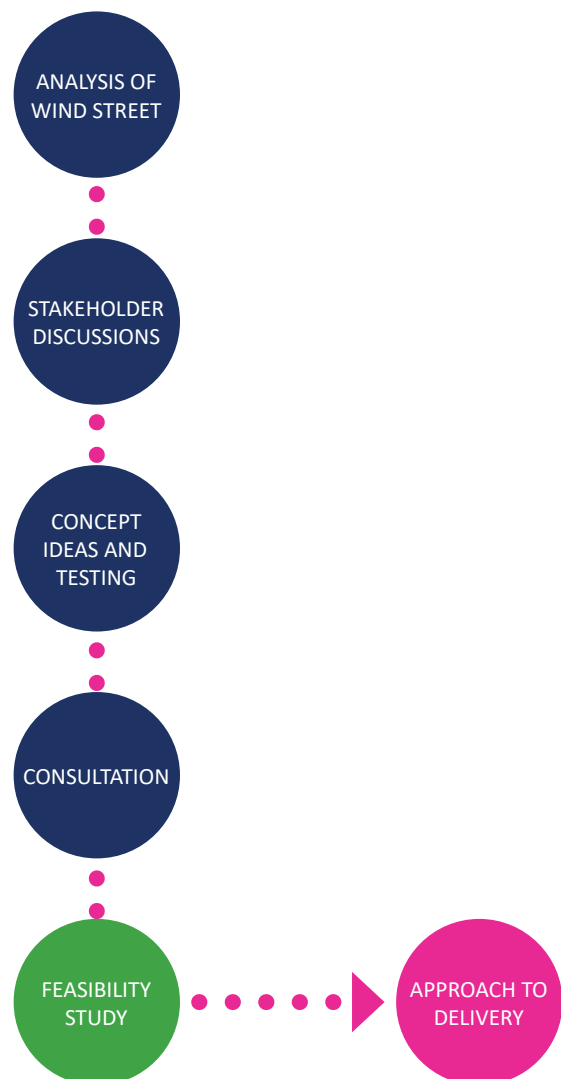 ANALYSIS OF
WIND STREET
STAKEHOLDER
DISCUSSIONS
CONCEPT
IDEAS AND
TESTING
CONSULTATION
FEASIBILITY
STUDY
APPROACH TO
DELIVERY